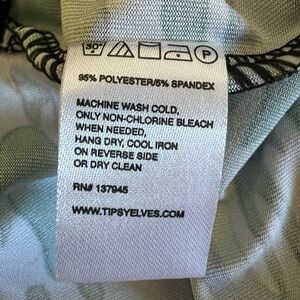 30°
P
95% POLYESTER/5% SPANDEX
MACHINE WASH COLD,
ONLY NON-CHLORINE BLEACH
WHEN NEEDED,
HANG DRY, COOL IRON
ON REVERSE SIDE
OR DRY CLEAN
RN# 137945
WWW.TIPSYELVES.COM